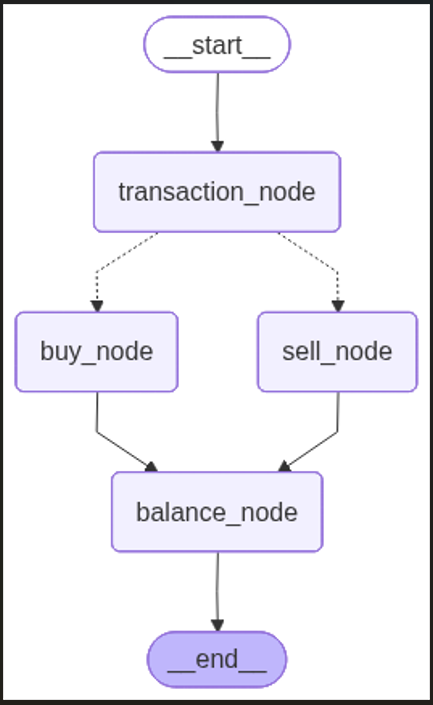 __start__
transaction_node
buy_node
sell_node
balance_node
__end__